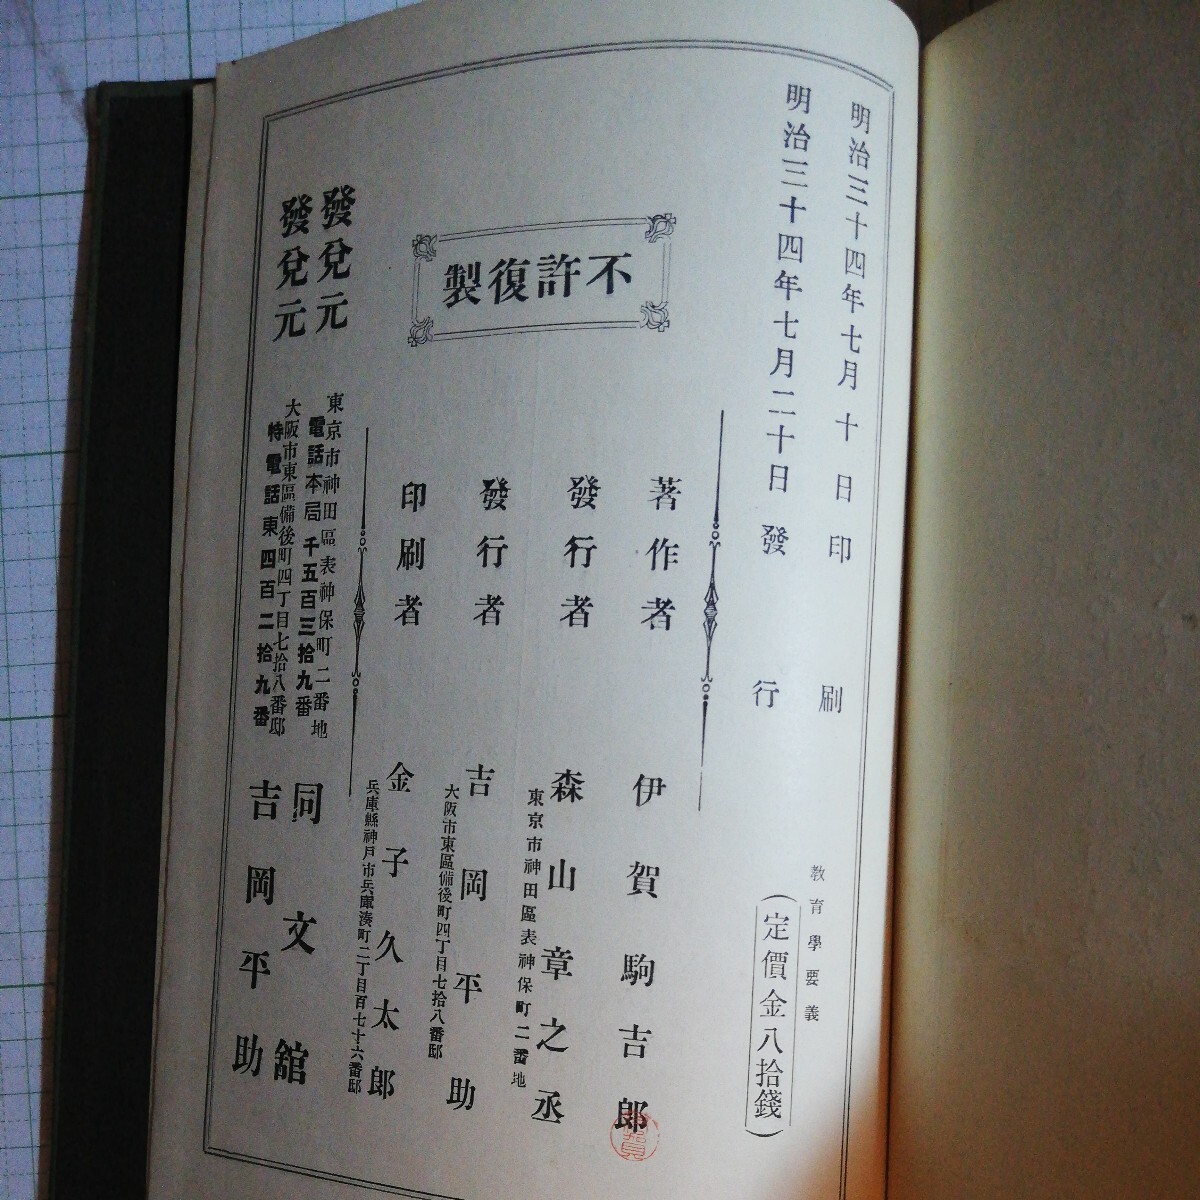 明治三十四年七月十日印刷
明治三十四年七月二十日發行
教育學要義
(定價金八拾錢)
不許復製
著作者 伊賀駒吉郎
發行者 森山章之丞
東京市神田區表神保町二番地
發行者 吉岡平助
大阪市東區備後町四丁目七拾八番邸
印刷者 金子久太郎
兵庫縣神戸市兵庫湊町二丁目百七十六番邸
發兌元 東京市神田區表神保町二番地 同文舘
電話本局千五百三拾九番
發兌元 大阪市東區備後町四丁目七拾八番邸 吉岡平助
特電話東四百二拾九番